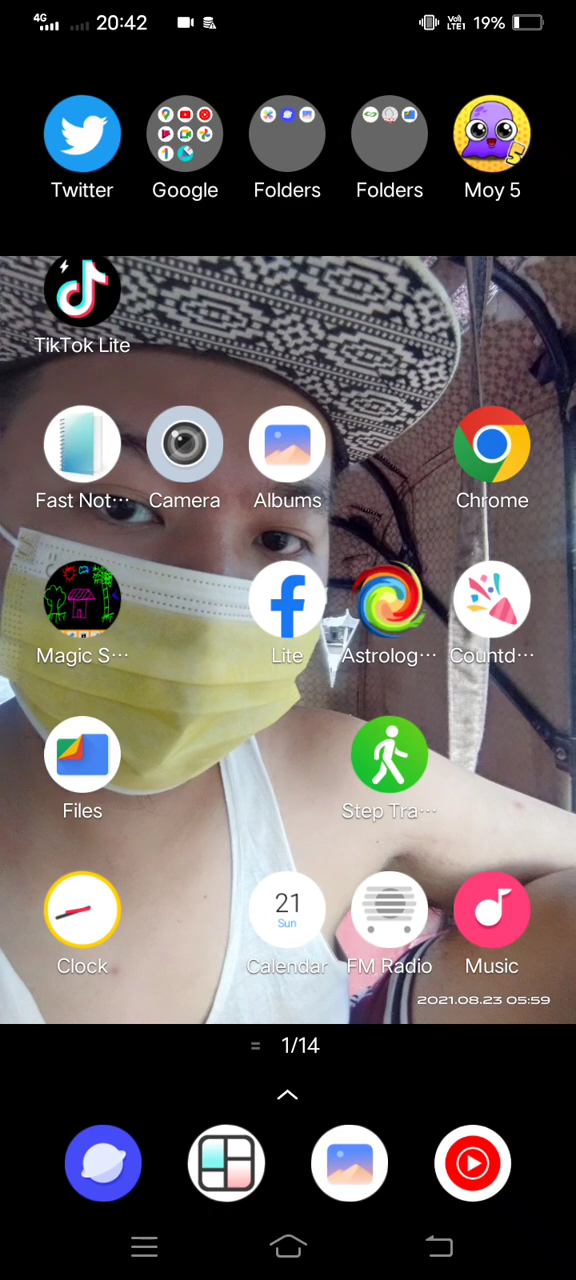 4G 20:42 VoLTE1 19%
Twitter Google Folders Folders Moy 5
TikTok Lite
Fast Not··· Camera Albums Chrome
Magic S··· Lite Astrolog··· Countd···
Files Step Tra···
21
Sun
Clock Calendar FM Radio Music
2021.08.23 05:59
1/14